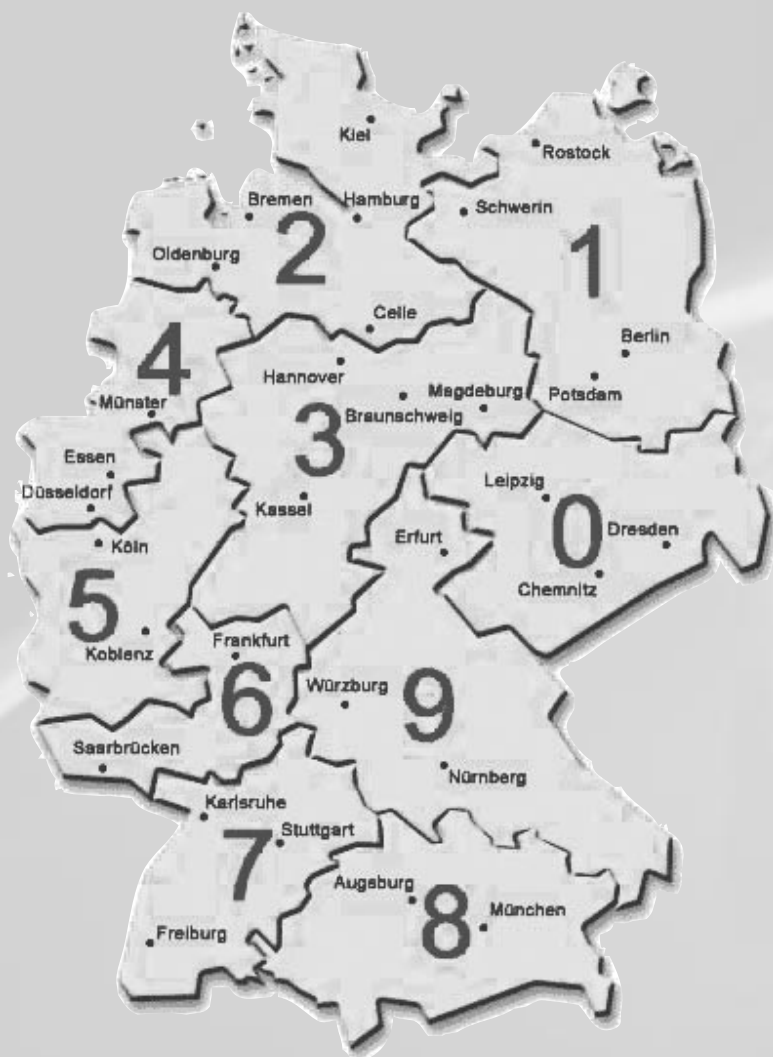 Kiel
Rostock
Bremen
Hamburg
Schwerin
2
1
Oldenburg
Celle
4
Berlin
Hannover
Potsdam
Magdeburg
Münster
Braunschweig
3
Essen
Leipzig
Düsseldorf
Kassel
0
Dresden
Köln
Erfurt
Chemnitz
5
Koblenz
Frankfurt
6
Würzburg
9
Saarbrücken
Nürnberg
Karlsruhe
Stuttgart
7
Augsburg
8
München
Freiburg